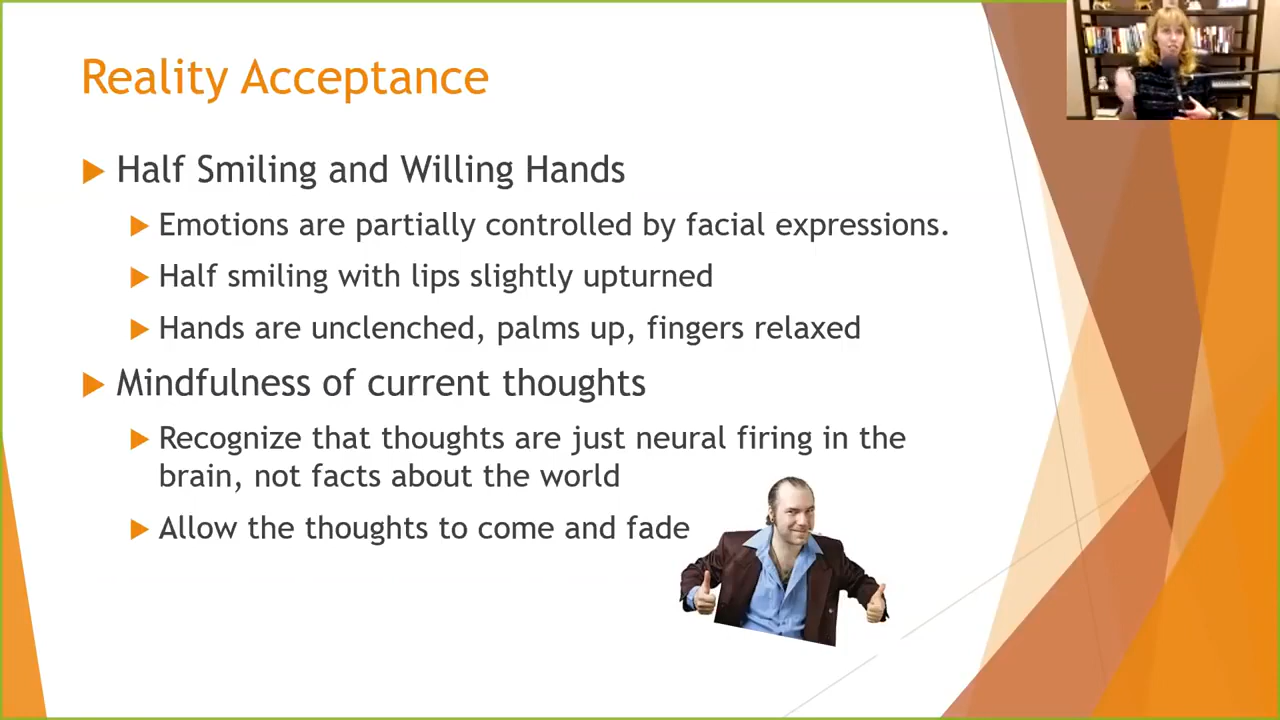 Reality Acceptance
Half Smiling and Willing Hands
Emotions are partially controlled by facial expressions.
Half smiling with lips slightly upturned
Hands are unclenched, palms up, fingers relaxed
Mindfulness of current thoughts
Recognize that thoughts are just neural firing in the
brain, not facts about the world
Allow the thoughts to come and fade